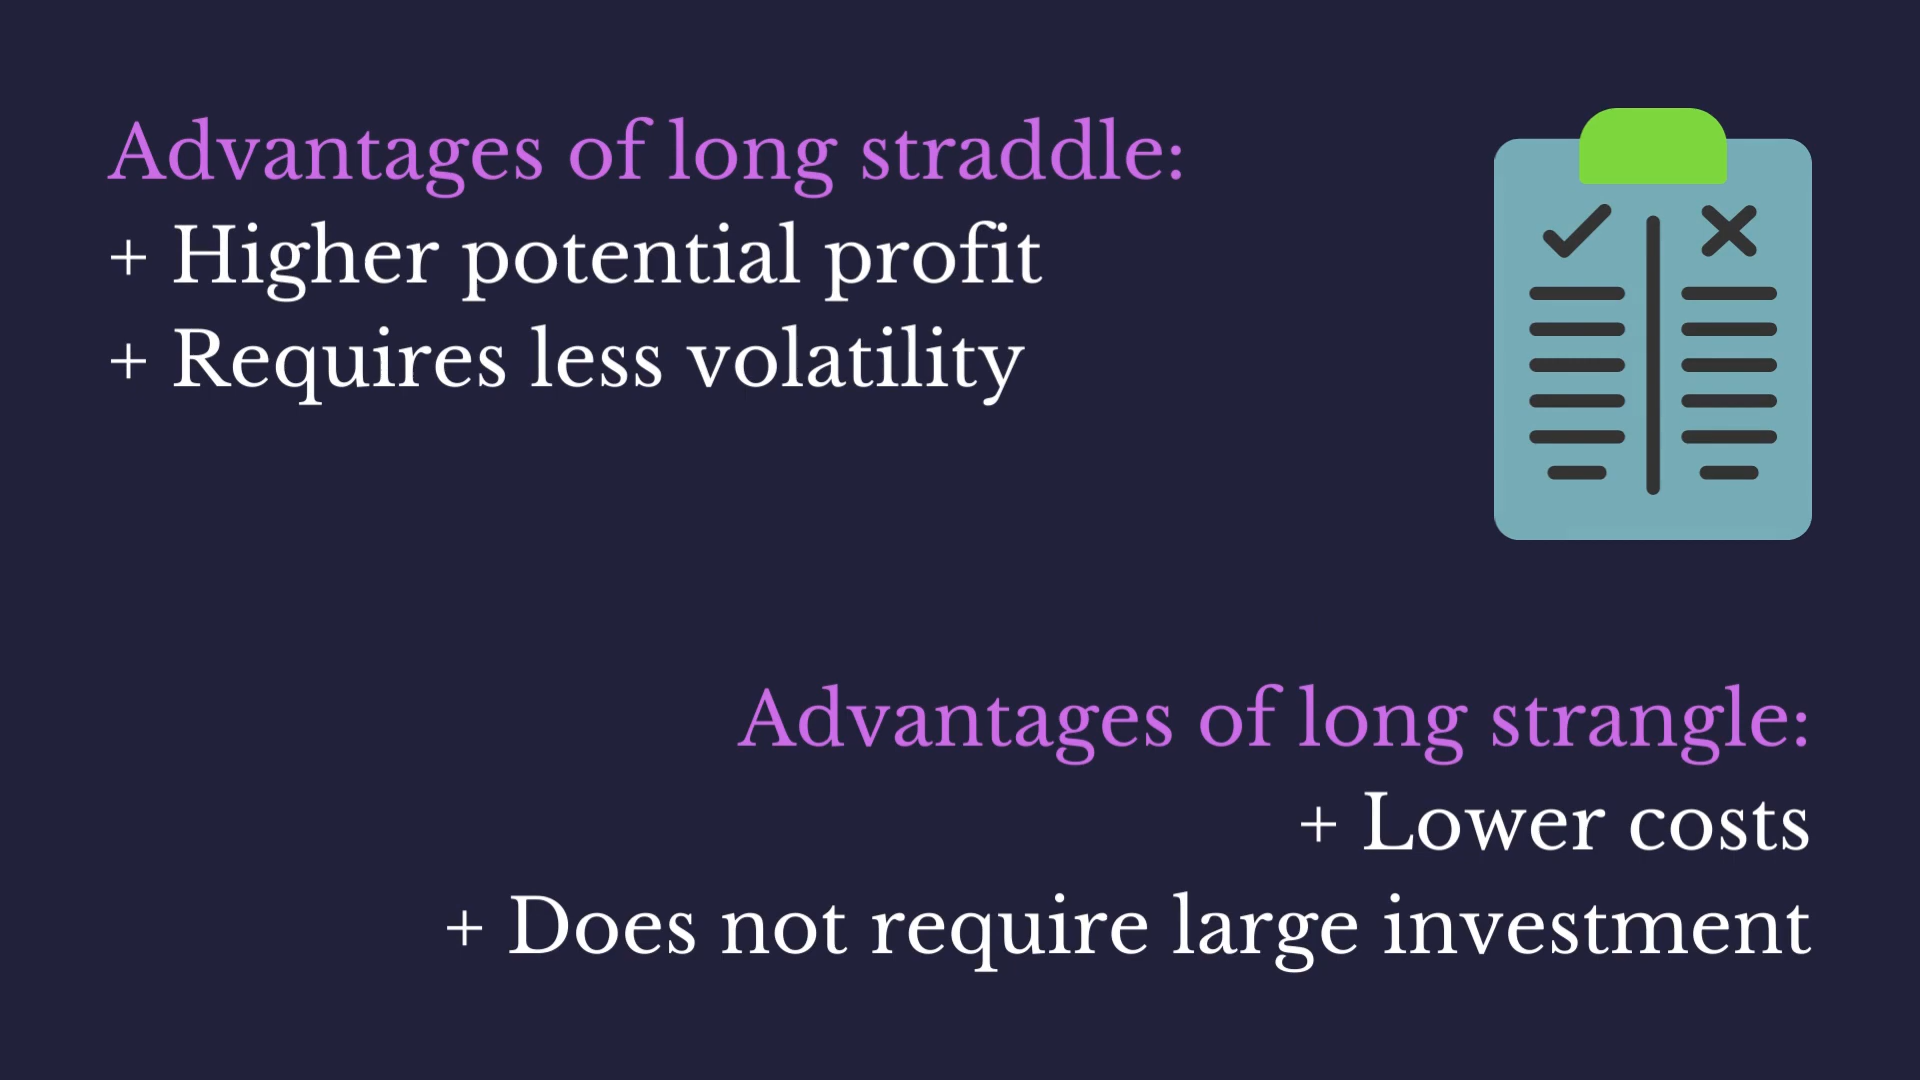 Advantages of long straddle:
+ Higher potential profit
+ Requires less volatility
Advantages of long strangle:
+ Lower costs
+ Does not require large investment